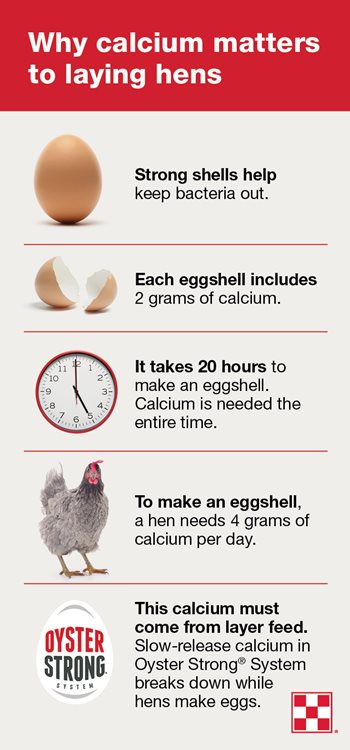 Why calcium matters
to laying hens
Strong shells help
keep bacteria out.
Each eggshell includes
2 grams of calcium.
12
1
2
3
4
5
6
7
8
9
10
11
It takes 20 hours to
make an eggshell.
Calcium is needed the
entire time.
To make an eggshell,
a hen needs 4 grams of
calcium per day.
OYSTER
STRONG™
SYSTEM
This calcium must
come from layer feed.
Slow-release calcium in
Oyster Strong® System
breaks down while
hens make eggs.
®